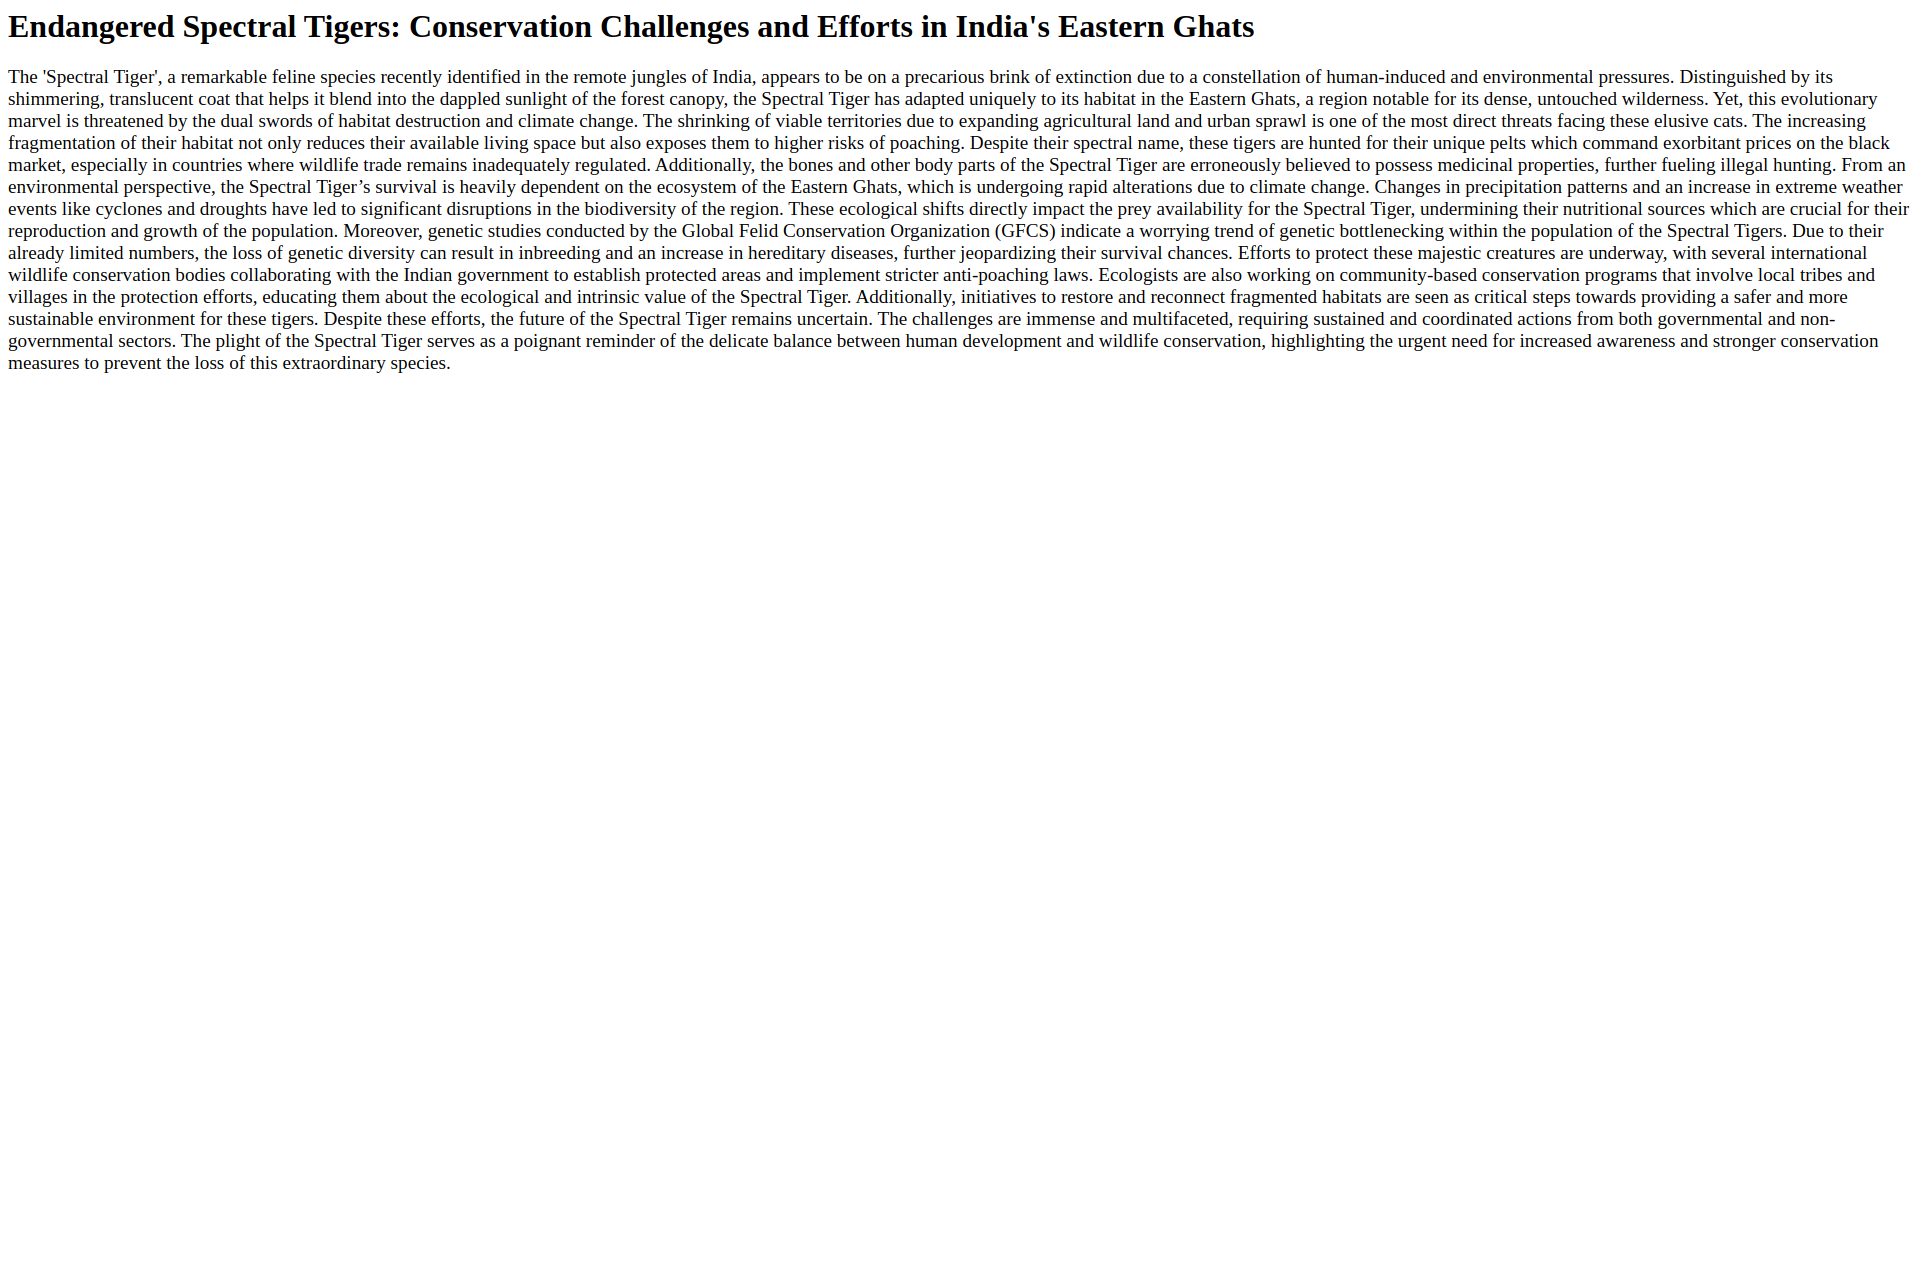 Endangered Spectral Tigers: Conservation Challenges and Efforts in India's Eastern Ghats
The 'Spectral Tiger', a remarkable feline species recently identified in the remote jungles of India, appears to be on a precarious brink of extinction due to a constellation of human-induced and environmental pressures. Distinguished by its
shimmering, translucent coat that helps it blend into the dappled sunlight of the forest canopy, the Spectral Tiger has adapted uniquely to its habitat in the Eastern Ghats, a region notable for its dense, untouched wilderness. Yet, this evolutionary
marvel is threatened by the dual swords of habitat destruction and climate change. The shrinking of viable territories due to expanding agricultural land and urban sprawl is one of the most direct threats facing these elusive cats. The increasing
fragmentation of their habitat not only reduces their available living space but also exposes them to higher risks of poaching. Despite their spectral name, these tigers are hunted for their unique pelts which command exorbitant prices on the black
market, especially in countries where wildlife trade remains inadequately regulated. Additionally, the bones and other body parts of the Spectral Tiger are erroneously believed to possess medicinal properties, further fueling illegal hunting. From an
environmental perspective, the Spectral Tiger’s survival is heavily dependent on the ecosystem of the Eastern Ghats, which is undergoing rapid alterations due to climate change. Changes in precipitation patterns and an increase in extreme weather
events like cyclones and droughts have led to significant disruptions in the biodiversity of the region. These ecological shifts directly impact the prey availability for the Spectral Tiger, undermining their nutritional sources which are crucial for their
reproduction and growth of the population. Moreover, genetic studies conducted by the Global Felid Conservation Organization (GFCS) indicate a worrying trend of genetic bottlenecking within the population of the Spectral Tigers. Due to their
already limited numbers, the loss of genetic diversity can result in inbreeding and an increase in hereditary diseases, further jeopardizing their survival chances. Efforts to protect these majestic creatures are underway, with several international
wildlife conservation bodies collaborating with the Indian government to establish protected areas and implement stricter anti-poaching laws. Ecologists are also working on community-based conservation programs that involve local tribes and
villages in the protection efforts, educating them about the ecological and intrinsic value of the Spectral Tiger. Additionally, initiatives to restore and reconnect fragmented habitats are seen as critical steps towards providing a safer and more
sustainable environment for these tigers. Despite these efforts, the future of the Spectral Tiger remains uncertain. The challenges are immense and multifaceted, requiring sustained and coordinated actions from both governmental and non-
governmental sectors. The plight of the Spectral Tiger serves as a poignant reminder of the delicate balance between human development and wildlife conservation, highlighting the urgent need for increased awareness and stronger conservation
measures to prevent the loss of this extraordinary species.